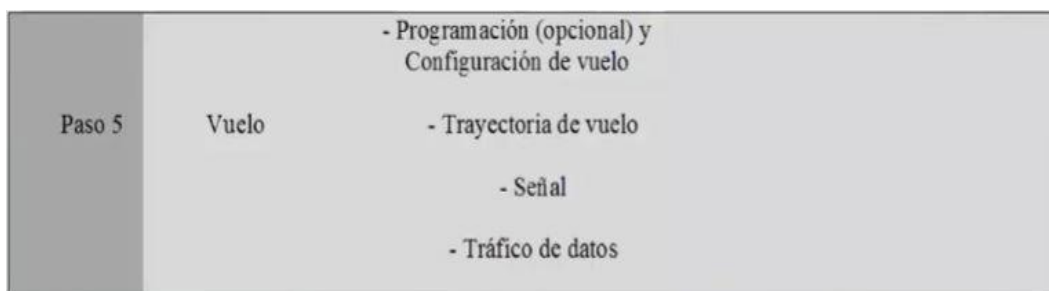 - Programación (opcional) y
Configuración de vuelo
Paso 5 Vuelo - Trayectoria de vuelo
- Señal
- Tráfico de datos